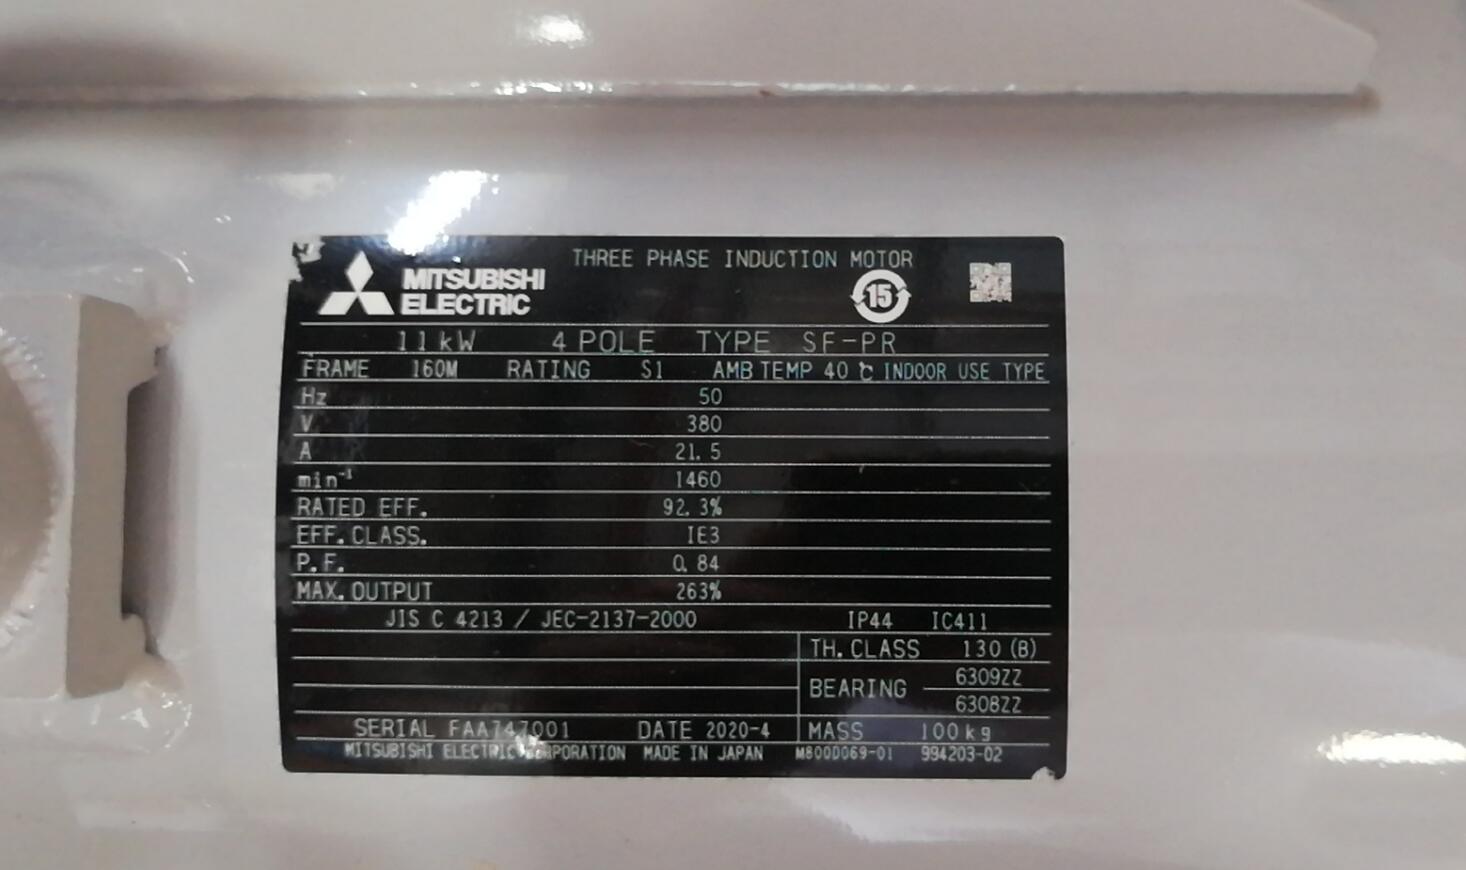 THREE PHASE INDUCTION MOTOR
MITSUBISHI
ELECTRIC
15
11kW 4 POLE TYPE SF-PR
FRAME 160M RATING S1 AMB TEMP 40 ℃ INDOOR USE TYPE
Hz 50
V 380
A 21.5
min⁻¹ 1460
RATED EFF. 92.3%
EFF. CLASS. IE3
P.F. 0.84
MAX. OUTPUT 263%
JIS C 4213 / JEC-2137-2000 IP44 IC411
TH. CLASS 130 (B)
BEARING 6309ZZ
6308ZZ
SERIAL FAA747001 DATE 2020-4 MASS 100kg
MITSUBISHI ELECTRIC CORPORATION MADE IN JAPAN M800D069-01 994203-02